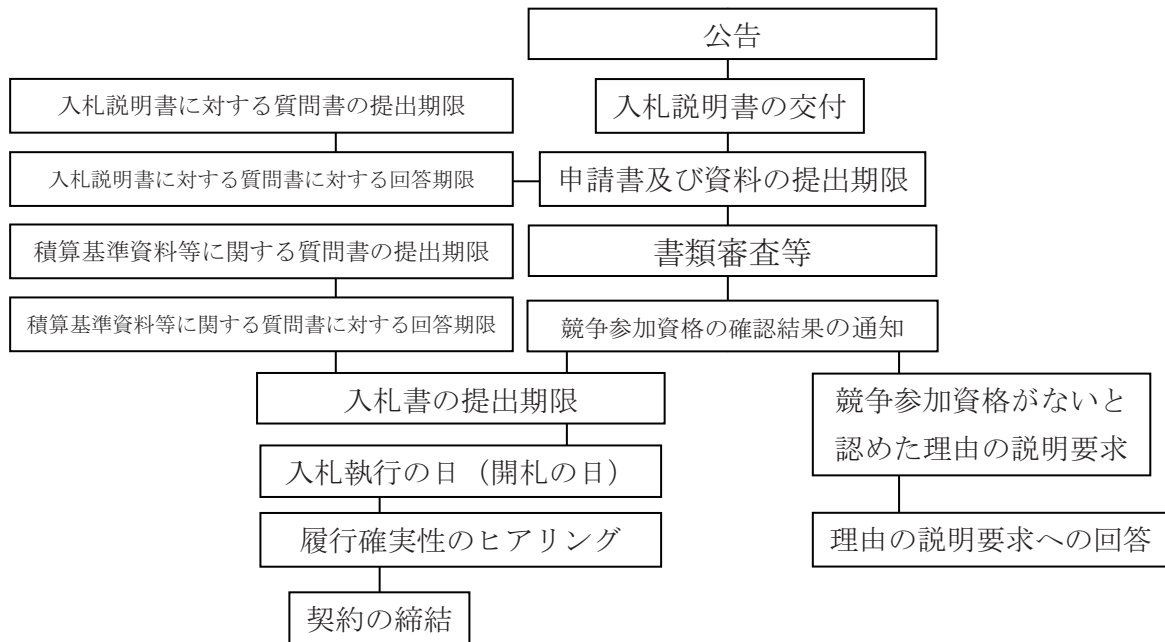 公告
入札説明書に対する質問書の提出期限
入札説明書の交付
入札説明書に対する質問書に対する回答期限
申請書及び資料の提出期限
積算基準資料等に関する質問書の提出期限
書類審査等
積算基準資料等に関する質問書に対する回答期限
競争参加資格の確認結果の通知
入札書の提出期限
競争参加資格がないと
認めた理由の説明要求
入札執行の日（開札の日）
履行確実性のヒアリング
理由の説明要求への回答
契約の締結